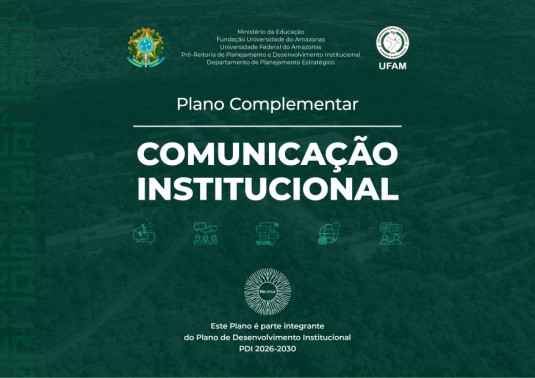 Ministério da Educação
Fundação Universidade do Amazonas
Universidade Federal do Amazonas
Pró-Reitoria de Planejamento e Desenvolvimento Institucional
Departamento de Planejamento Estratégico
UFAM
Plano Complementar
COMUNICAÇÃO
INSTITUCIONAL
PDI UFAM
Este Plano é parte integrante
do Plano de Desenvolvimento Institucional
PDI 2026-2030